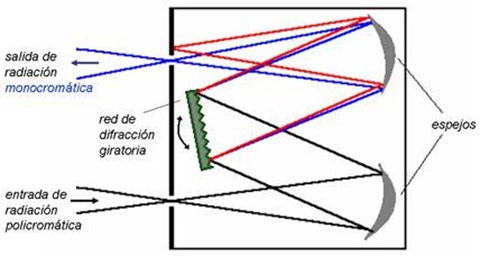 salida de
radiación
monocromática
red de
difracción
giratoria
espejos
entrada de
radiación
policromática